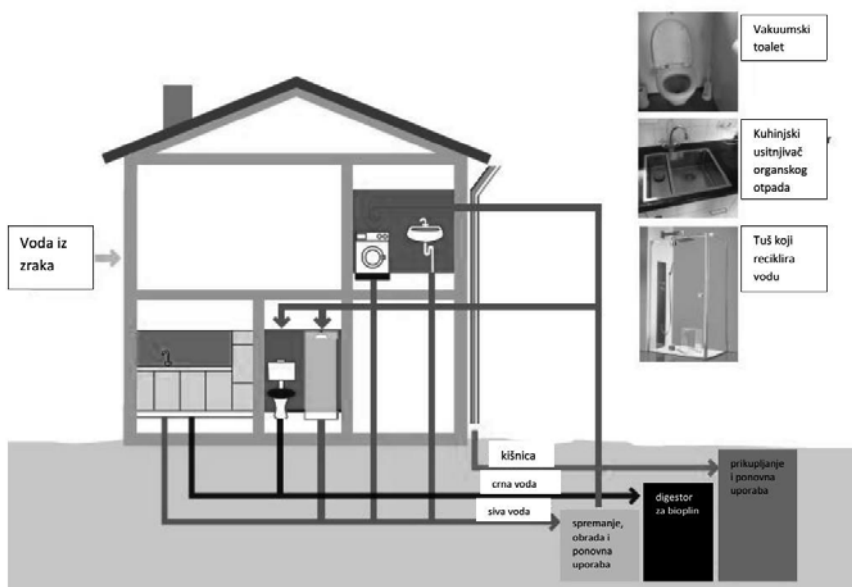 Vakuumski
toalet
Kuhinjski
usitnjivač
organskog
otpada
r
Voda iz
zraka
Tuš koji
reciklira
vodu
kišnica
prikupljanje
i ponovna
uporaba
crna voda
digestor
za bioplin
siva voda
spremanje,
obrada i
ponovna
uporaba